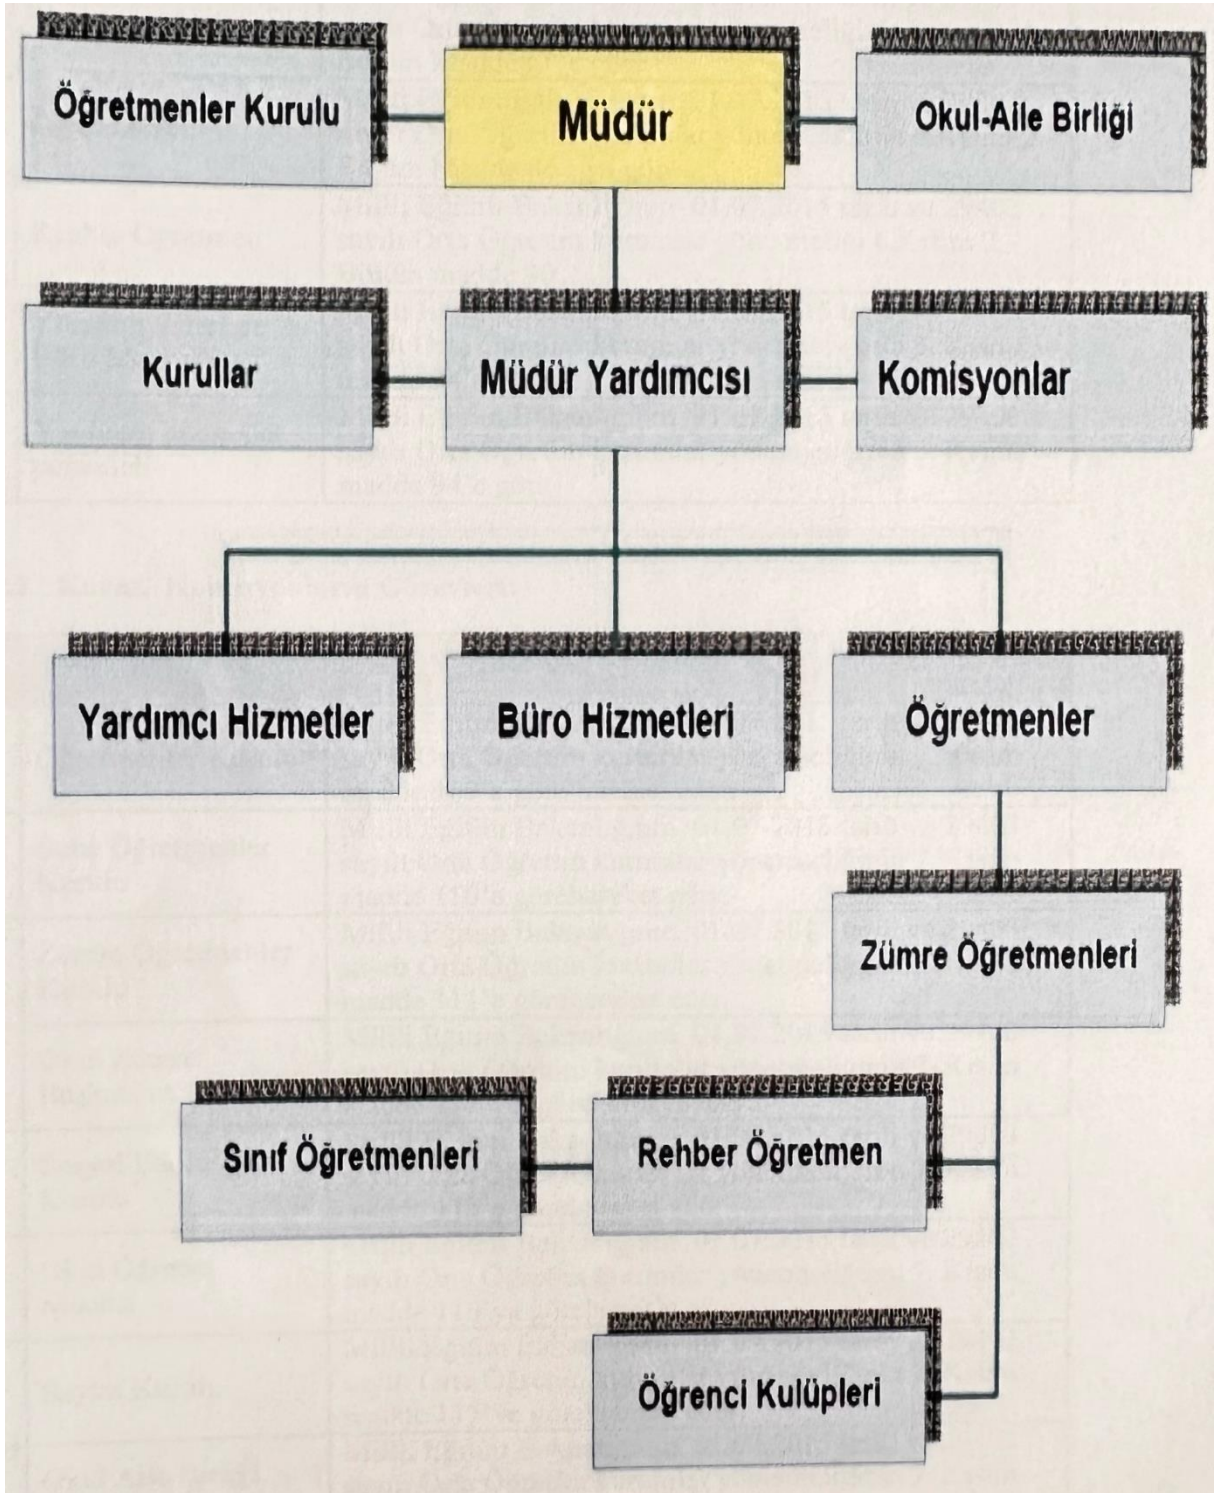 Öğretmenler Kurulu
Müdür
Okul-Aile Birliği
Kurullar
Müdür Yardımcısı
Komisyonlar
Yardımcı Hizmetler
Büro Hizmetleri
Öğretmenler
Zümre Öğretmenleri
Sınıf Öğretmenleri
Rehber Öğretmen
Öğrenci Kulüpleri